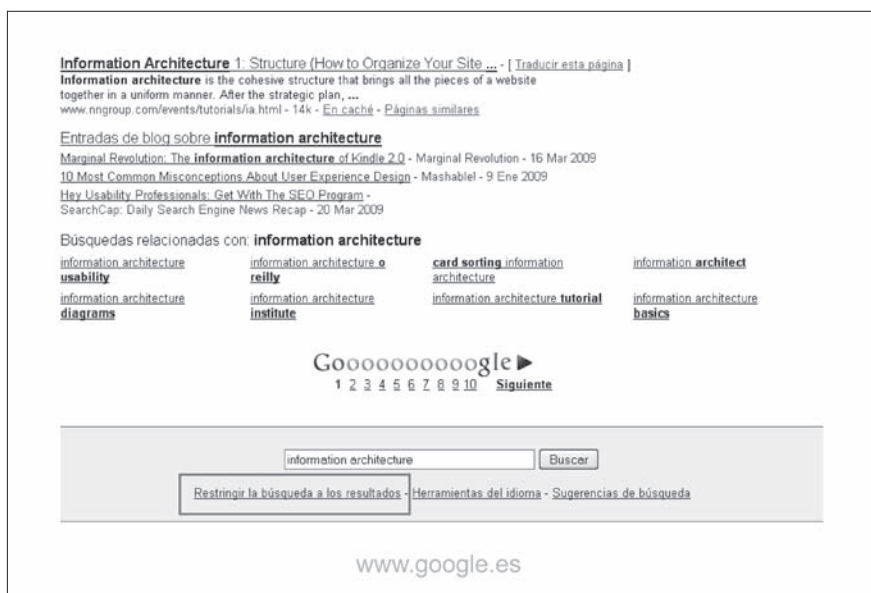 Information Architecture 1: Structure (How to Organize Your Site ... - [ Traducir esta página ]
Information architecture is the cohesive structure that brings all the pieces of a website
together in a uniform manner. After the strategic plan, ...
www.nngroup.com/events/tutorials/ia.html - 14k - En caché - Páginas similares
Entradas de blog sobre information architecture
Marginal Revolution: The information architecture of Kindle 2.0 - Marginal Revolution - 16 Mar 2009
10 Most Common Misconceptions About User Experience Design - Mashable! - 9 Ene 2009
Hey Usability Professionals: Get With The SEO Program -
SearchCap: Daily Search Engine News Recap - 20 Mar 2009
Búsquedas relacionadas con: information architecture
information architecture usability
information architecture o reilly
card sorting information architecture
information architect
information architecture diagrams
information architecture institute
information architecture tutorial
information architecture basics
Goooooooooogle
1 2 3 4 5 6 7 8 9 10 Siguiente
information architecture Buscar
Restringir la búsqueda a los resultados - Herramientas del idioma - Sugerencias de búsqueda
www.google.es